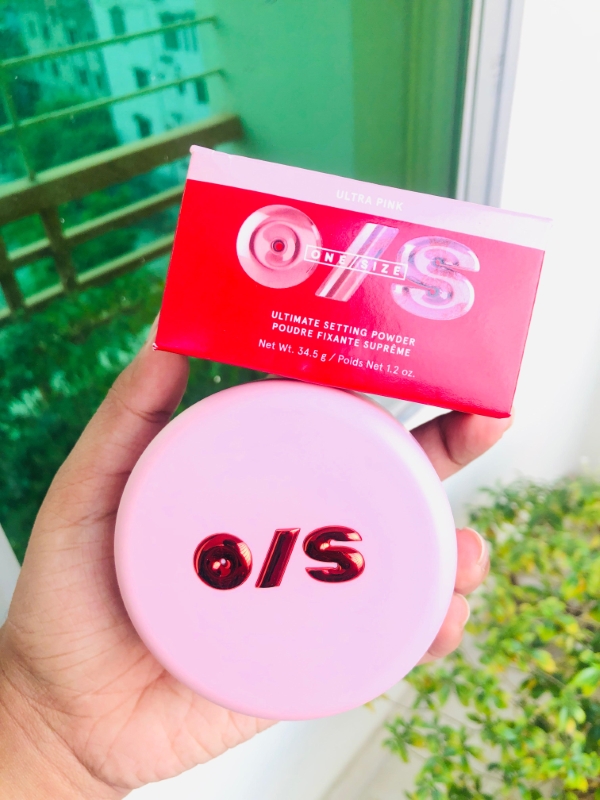 ULTRA PINK
O/S
ONE/SIZE
ULTIMATE SETTING POWDER
POUDRE FIXANTE SUPRÊME
Net Wt. 34.5 g / Poids Net 1.2 oz.
O/S